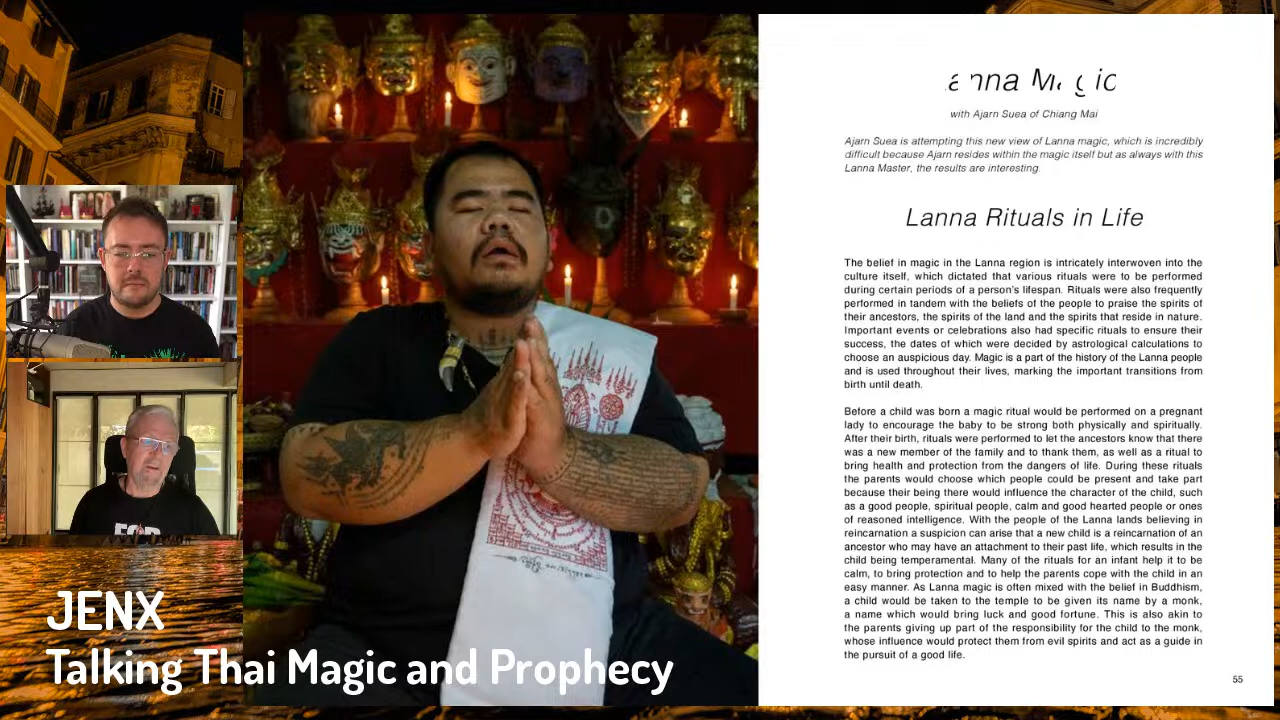 Lanna Magic
with Ajarn Suea of Chiang Mai
Ajarn Suea is attempting this new view of Lanna magic, which is incredibly
difficult because Ajarn resides within the magic itself but as always with this
Lanna Master, the results are interesting
Lanna Rituals in Life
The belief in magic in the Lanna region is intricately interwoven into the
culture itself, which dictated that various rituals were to be performed
during certain periods of a person's lifespan. Rituals were also frequently
performed in tandem with the beliefs of the people to praise the spirits of
their ancestors, the spirits of the land and the spirits that reside in nature.
Important events or celebrations also had specific rituals to ensure their
success, the dates of which were decided by astrological calculations to
choose an auspicious day. Magic is a part of the history of the Lanna people
and is used throughout their lives, marking the important transitions from
birth until death.
Before a child was born a magic ritual would be performed on a pregnant
lady to encourage the baby to be strong both physically and spiritually.
After their birth, rituals were performed to let the ancestors know that there
was a new member of the family and to thank them, as well as a ritual to
bring health and protection from the dangers of life. During these rituals
the parents would choose which people could be present and take part
because their being there would influence the character of the child, such
as a good people, spiritual people, calm and good hearted people or ones
of reasoned intelligence. With the people of the Lanna lands believing in
reincarnation a suspicion can arise that a new child is a reincarnation of an
ancestor who may have an attachment to their past life, which results in the
child being temperamental. Many of the rituals for an infant help it to be
calm, to bring protection and to help the parents cope with the child in an
easy manner. As Lanna magic is often mixed with the belief in Buddhism,
a child would be taken to the temple to be given its name by a monk,
a name which would bring luck and good fortune. This is also akin to
the parents giving up part of the responsibility for the child to the monk,
whose influence would protect them from evil spirits and act as a guide in
the pursuit of a good life.
55
JENX
Talking Thai Magic and Prophecy